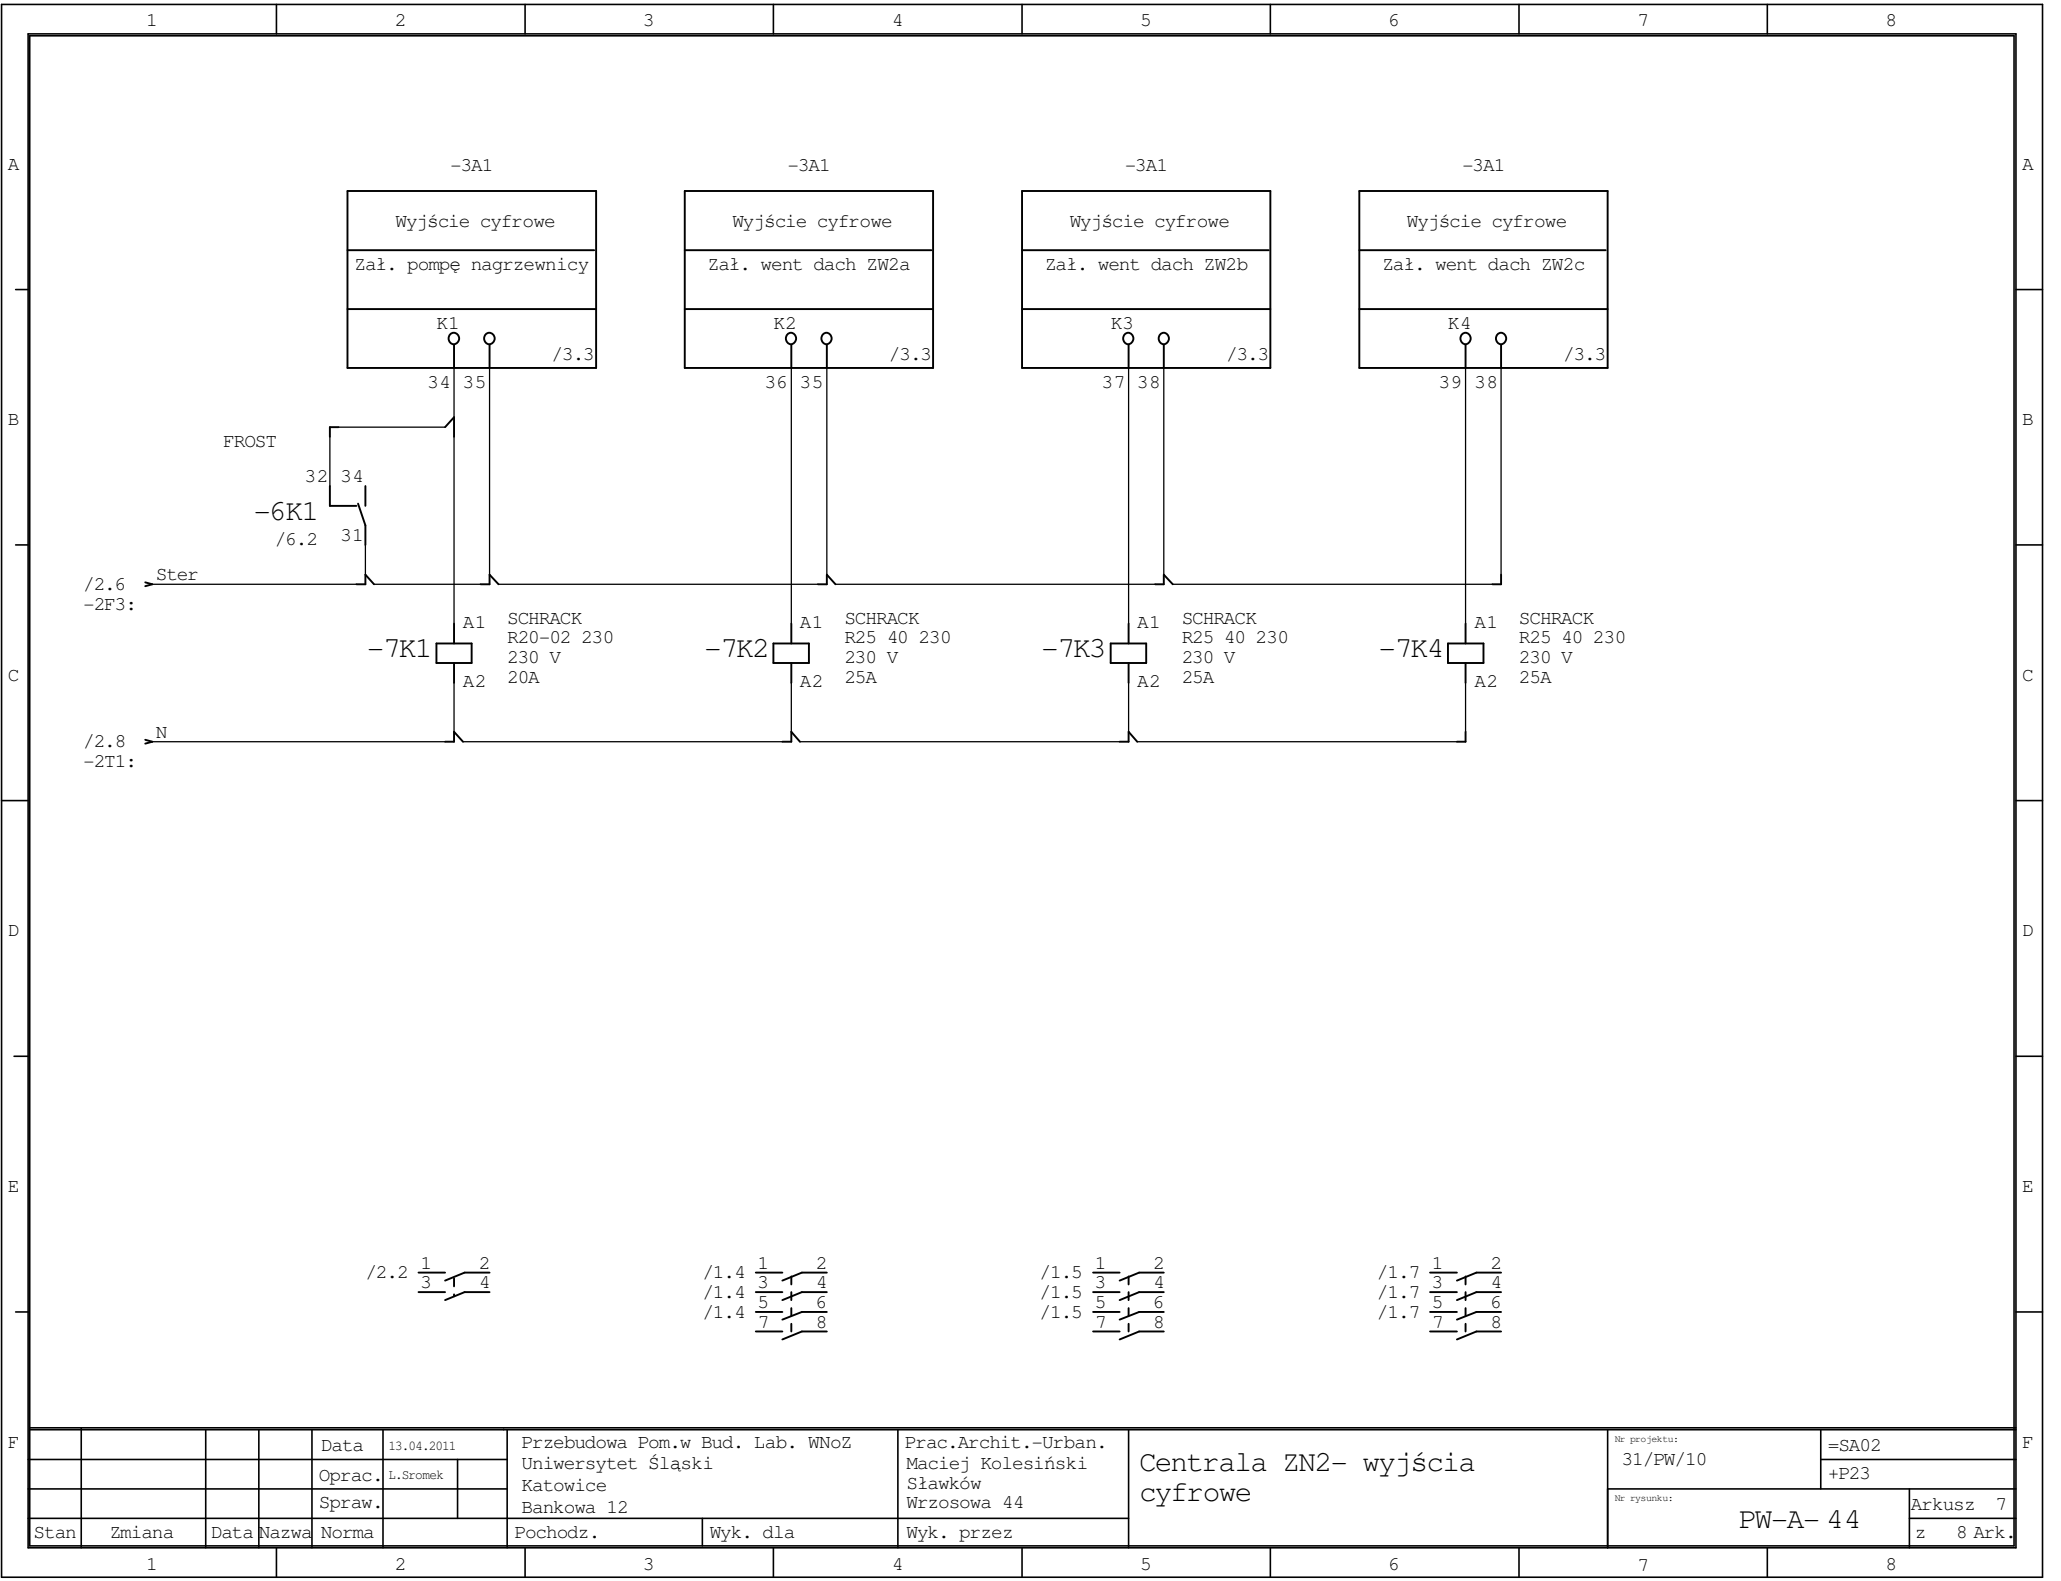 1 2 3 4 5 6 7 8
A A
-3A1 -3A1 -3A1 -3A1
Wyjście cyfrowe Wyjście cyfrowe Wyjście cyfrowe Wyjście cyfrowe
Zał. pompę nagrzewnicy Zał. went dach ZW2a Zał. went dach ZW2b Zał. went dach ZW2c
K1 K2 K3 K4
/3.3 /3.3 /3.3 /3.3
34 35 36 35 37 38 39 38
B B
FROST
32 34
-6K1
/6.2 31
/2.6 Ster
-2F3:
A1 SCHRACK A1 SCHRACK A1 SCHRACK A1 SCHRACK
R20-02 230 R25 40 230 R25 40 230 R25 40 230
-7K1 230 V -7K2 230 V -7K3 230 V -7K4 230 V
A2 20A A2 25A A2 25A A2 25A
C C
/2.8 N
-2T1:
D D
E E
/2.2 1 2 /1.4 1 2 /1.5 1 2 /1.7 1 2
3 4 /1.4 3 4 /1.5 3 4 /1.7 3 4
/1.4 5 6 /1.5 5 6 /1.7 5 6
7 8 7 8 7 8
F F
Data 13.04.2011
Oprac. L.Sromek
Spraw.
Stan Zmiana Data Nazwa Norma
Przebudowa Pom.w Bud. Lab. WNoZ
Uniwersytet Śląski
Katowice
Bankowa 12
Pochodz. Wyk. dla
Prac.Archit.-Urban.
Maciej Kolesiński
Sławków
Wrzosowa 44
Wyk. przez
Centrala ZN2- wyjścia
cyfrowe
Nr projektu:
31/PW/10
=SA02
+P23
Nr rysunku:
PW-A- 44
Arkusz 7
z 8 Ark.
1 2 3 4 5 6 7 8